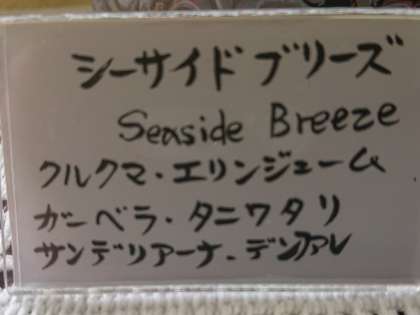 シーサイドブリーズ
Seaside Breeze
クルクマ・エリンジューム
ガーベラ・タニワタリ
サンデリアーナ・デンファレ